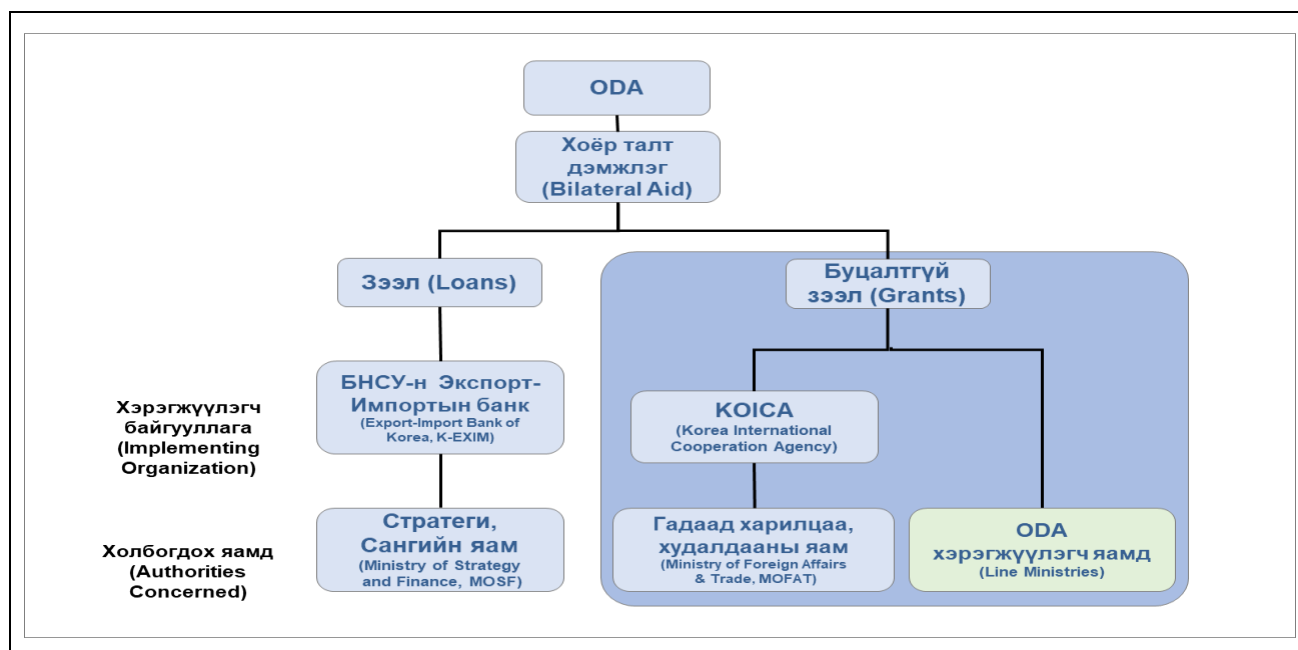 ODA
Хоёр талт
дэмжлэг
(Bilateral Aid)
Зээл (Loans)
Буцалтгүй
зээл (Grants)
Хэрэгжүүлэгч
байгууллага
(Implementing
Organization)
БНСУ-н Экспорт-
Импортын банк
(Export-Import Bank of
Korea, K-EXIM)
KOICA
(Korea International
Cooperation Agency)
Холбогдох яамд
(Authorities
Concerned)
Стратеги,
Сангийн яам
(Ministry of Strategy
and Finance, MOSF)
Гадаад харилцаа,
худалдааны яам
(Ministry of Foreign Affairs
& Trade, MOFAT)
ODA
хэрэгжүүлэгч яамд
(Line Ministries)